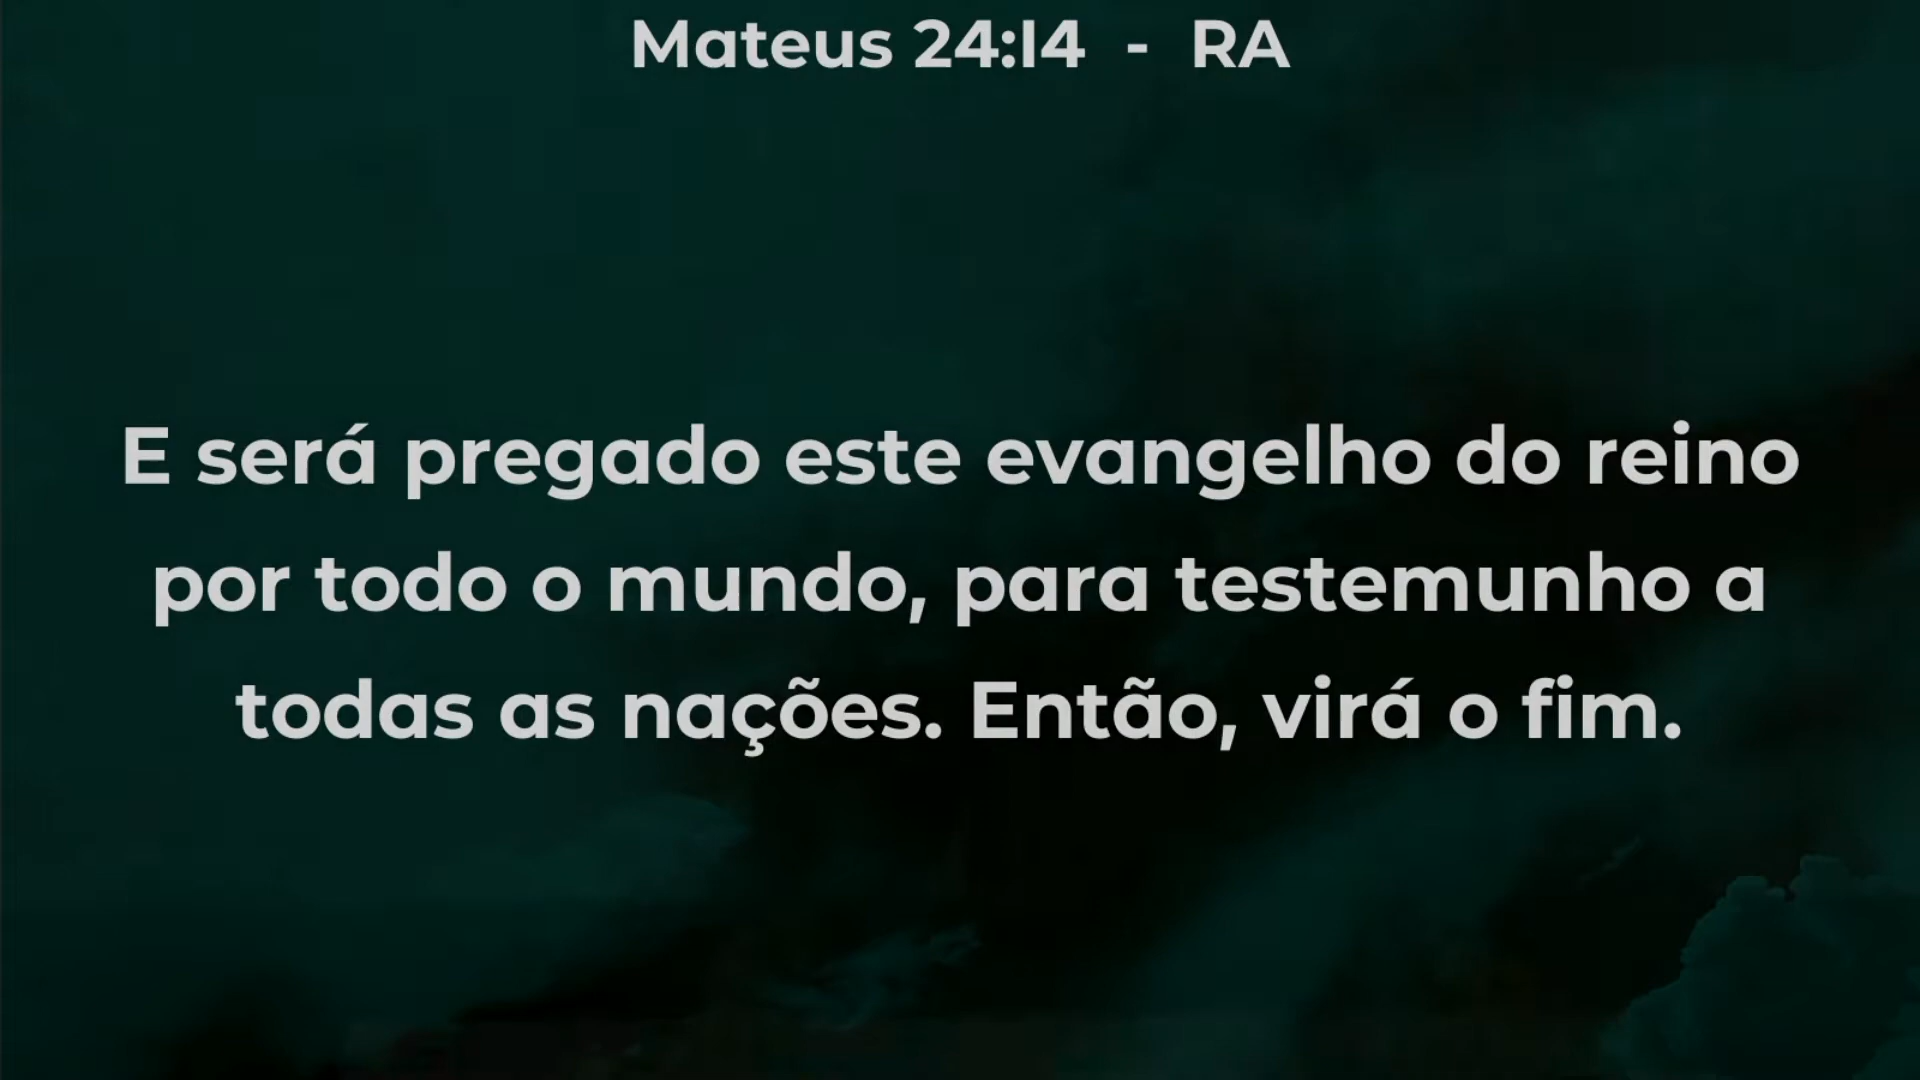 Mateus 24:14 - RA
E será pregado este evangelho do reino
por todo o mundo, para testemunho a
todas as nações. Então, virá o fim.